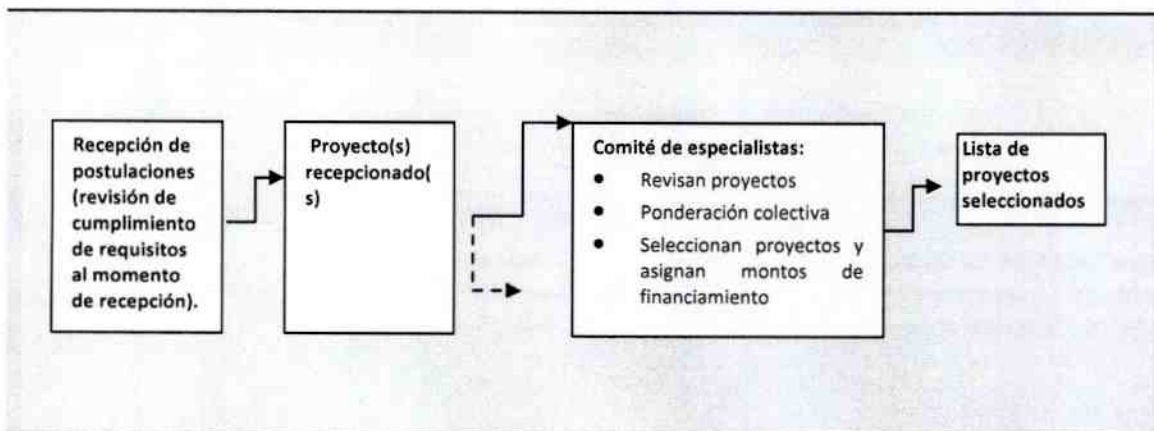 Recepción de
postulaciones
(revisión de
cumplimiento
de requisitos
al momento
de recepción).
Proyecto(s)
recepcionado(
s)
Comité de especialistas:
● Revisan proyectos
● Ponderación colectiva
● Seleccionan proyectos y
asignan montos de
financiamiento
Lista de
proyectos
seleccionados